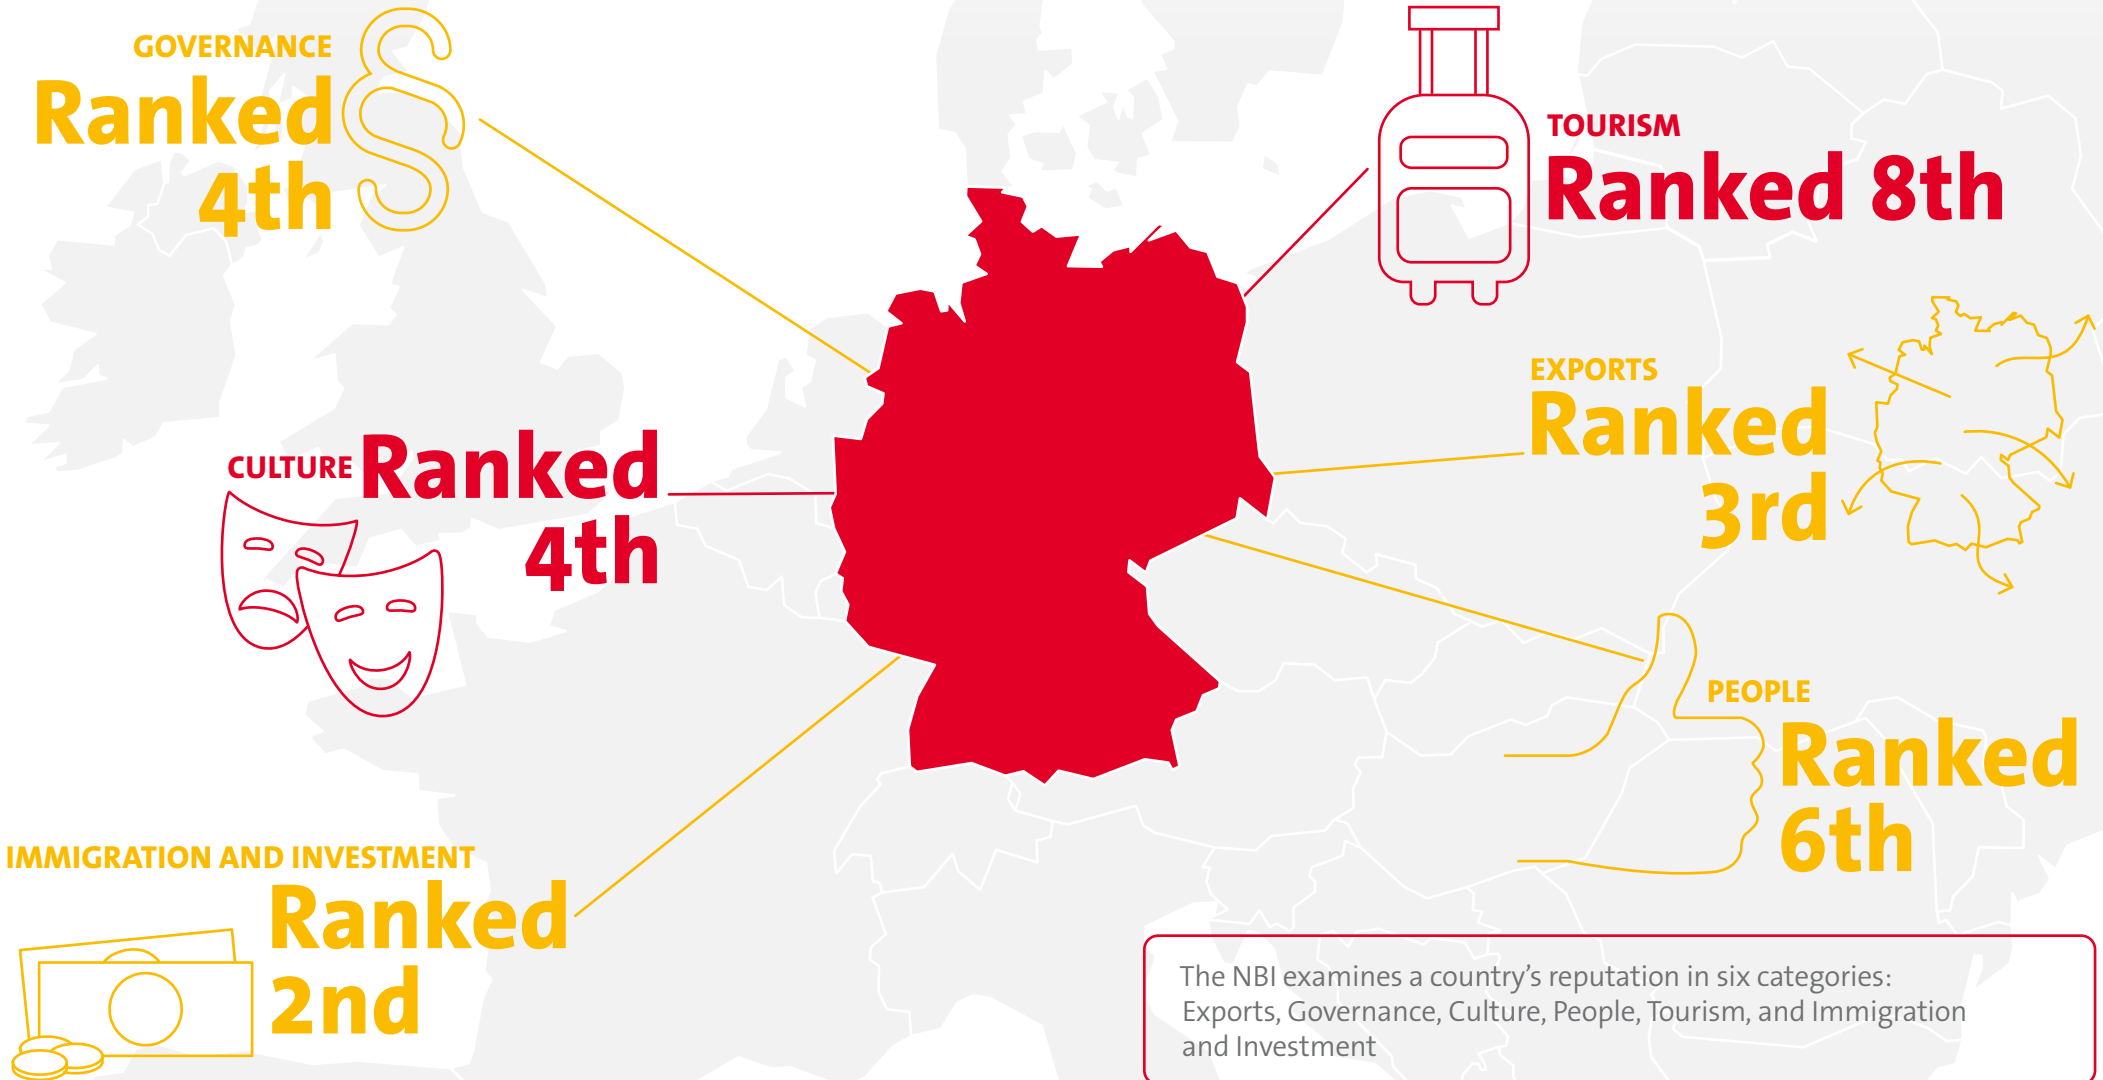 GOVERNANCE
Ranked
4th
TOURISM
Ranked 8th
EXPORTS
Ranked
3rd
CULTURE Ranked
4th
PEOPLE
Ranked
6th
IMMIGRATION AND INVESTMENT
Ranked
2nd
The NBI examines a country’s reputation in six categories:
Exports, Governance, Culture, People, Tourism, and Immigration
and Investment